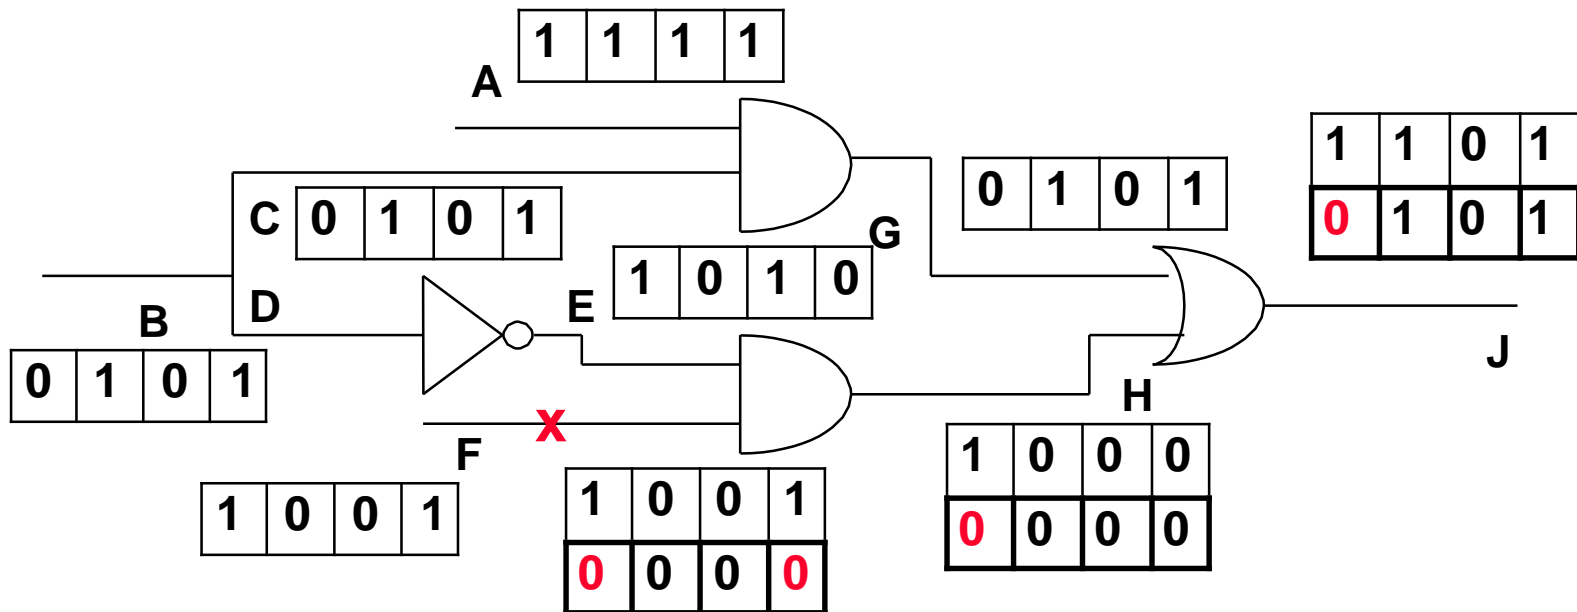 1 1 1 1
A
1 1 0 1
0 1 0 1
0 1 0 1
C 0 1 0 1
G
1 0 1 0
E
D
B
0 1 0 1
J
H
X
F
1 0 0 0
0 0 0 0
1 0 0 1
1 0 0 1
0 0 0 0